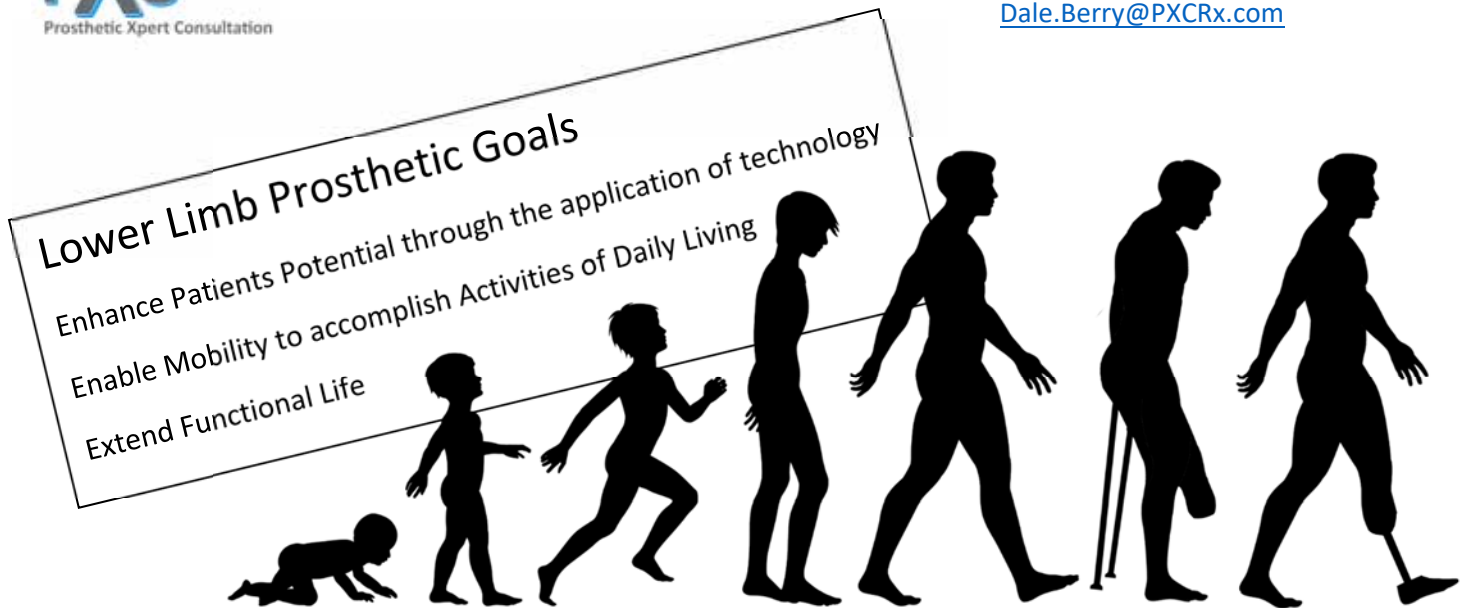 Prosthetic Xpert Consultation
Dale.Berry@PXCRx.com
Lower Limb Prosthetic Goals
Enhance Patients Potential through the application of technology
Enable Mobility to accomplish Activities of Daily Living
Extend Functional Life